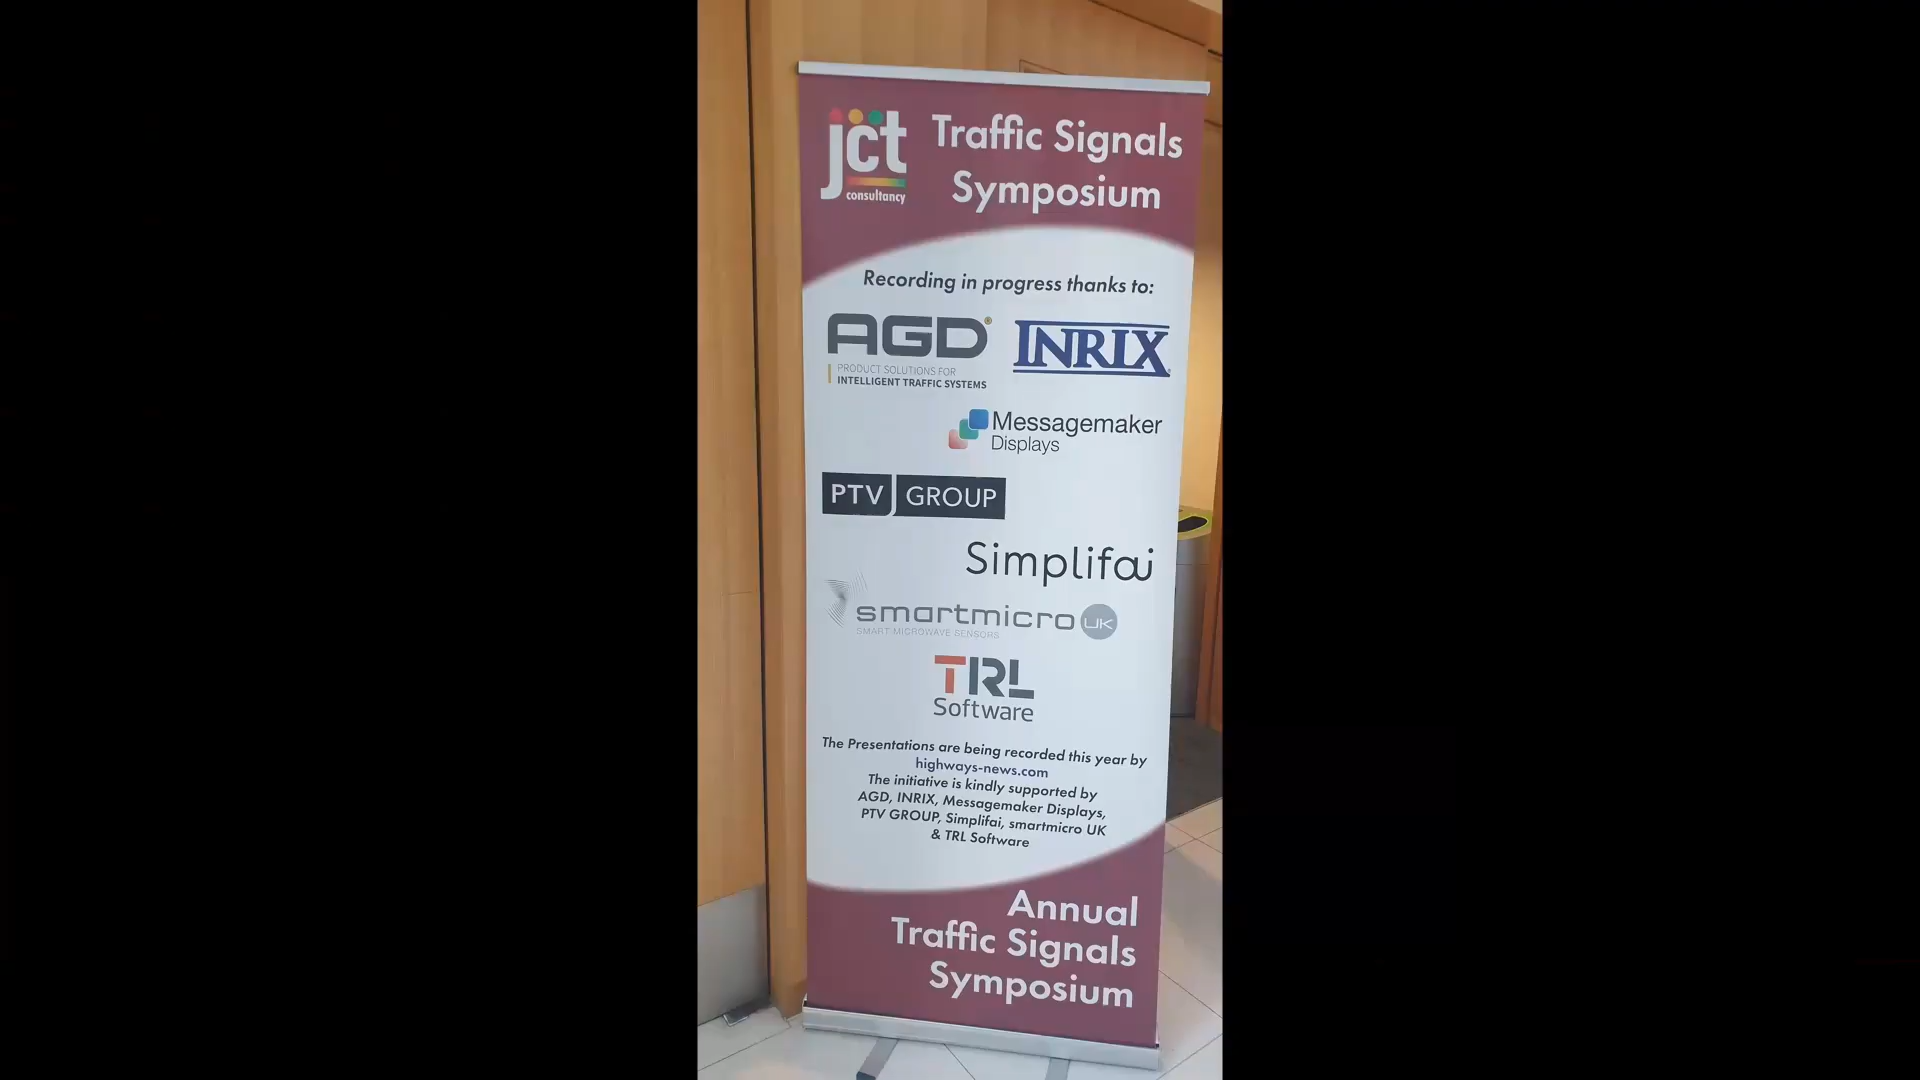 jct
consultancy
Traffic Signals
Symposium
Recording in progress thanks to:
AGD
PRODUCT SOLUTIONS FOR
INTELLIGENT TRAFFIC SYSTEMS
INRIX
Messagemaker
Displays
PTV GROUP
Simplifai
smartmicro UK
SMART MICROWAVE SENSORS
TRL
Software
The Presentations are being recorded this year by
highways-news.com
The initiative is kindly supported by
AGD, INRIX, Messagemaker Displays,
PTV GROUP, Simplifai, smartmicro UK
& TRL Software
Annual
Traffic Signals
Symposium